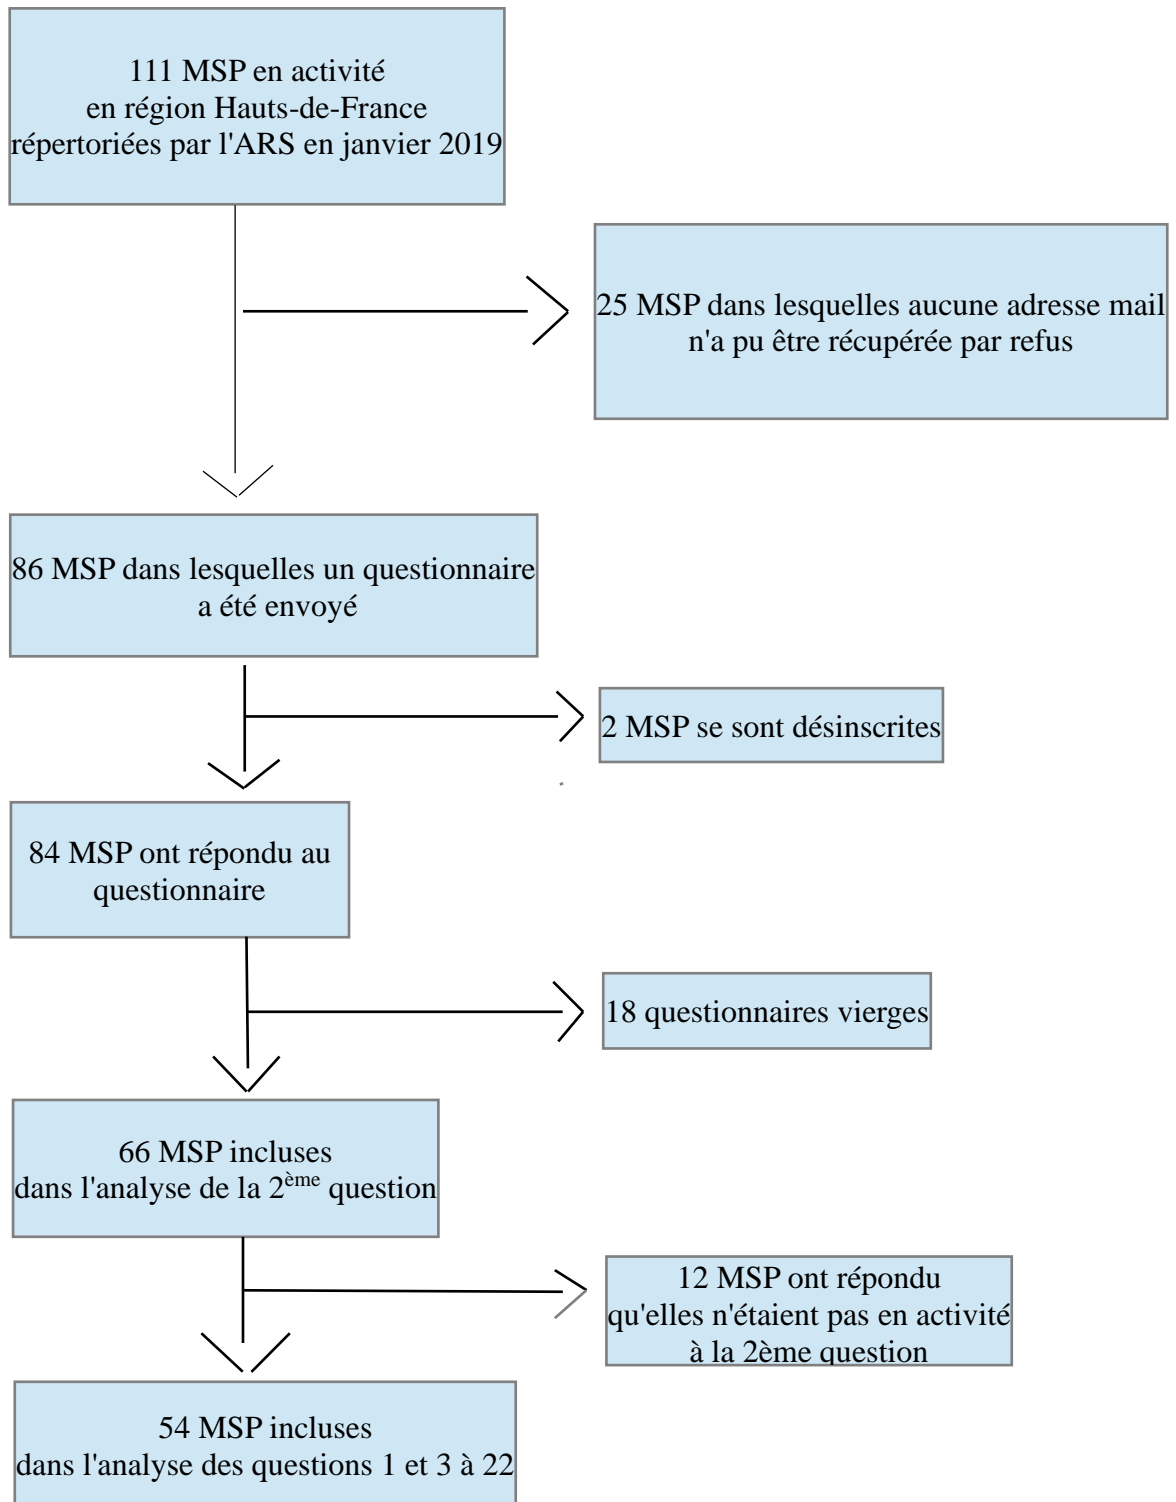 111 MSP en activité
en région Hauts-de-France
répertoriées par l'ARS en janvier 2019
25 MSP dans lesquelles aucune adresse mail
n'a pu être récupérée par refus
86 MSP dans lesquelles un questionnaire
a été envoyé
2 MSP se sont désinscrites
84 MSP ont répondu au
questionnaire
18 questionnaires vierges
66 MSP incluses
dans l'analyse de la 2ème question
12 MSP ont répondu
qu'elles n'étaient pas en activité
à la 2ème question
54 MSP incluses
dans l'analyse des questions 1 et 3 à 22